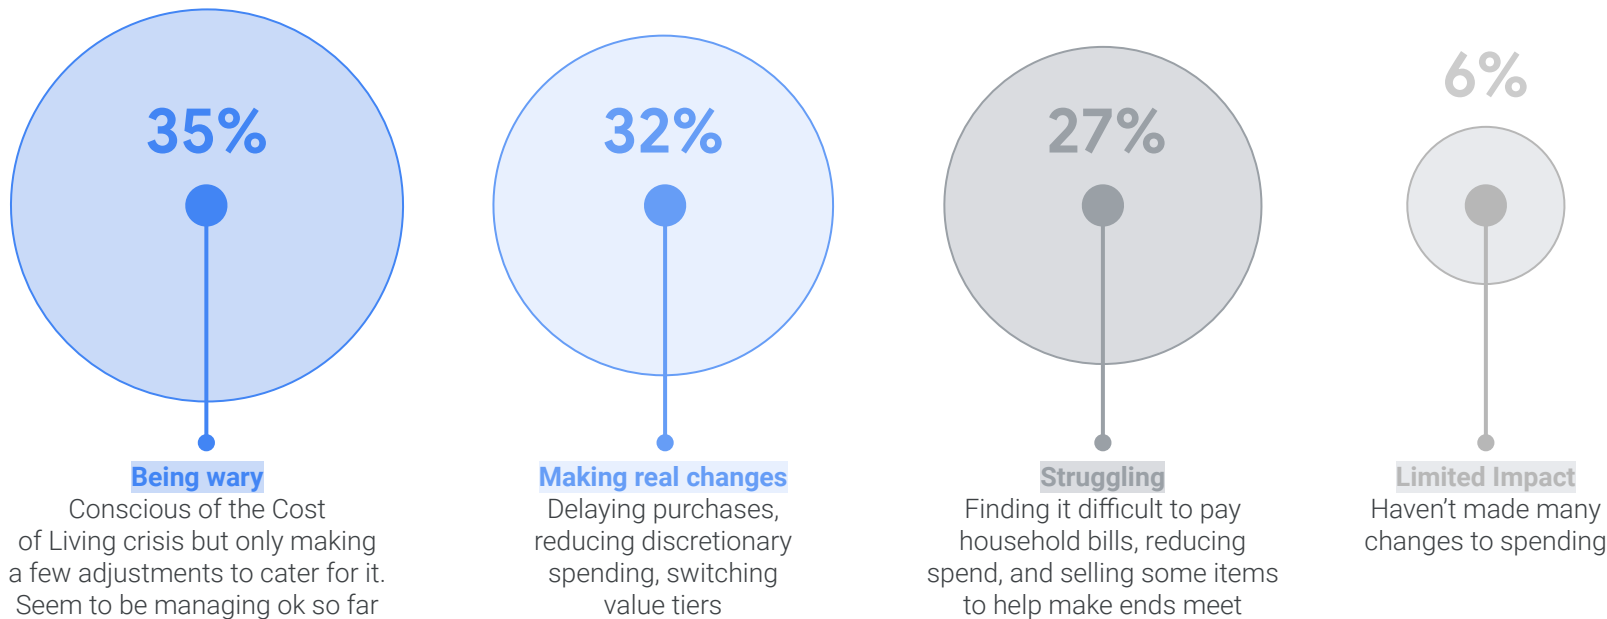 35%
Being wary
Conscious of the Cost
of Living crisis but only making
a few adjustments to cater for it.
Seem to be managing ok so far
32%
Making real changes
Delaying purchases,
reducing discretionary
spending, switching
value tiers
27%
Struggling
Finding it difficult to pay
household bills, reducing
spend, and selling some items
to help make ends meet
6%
Limited Impact
Haven’t made many
changes to spending